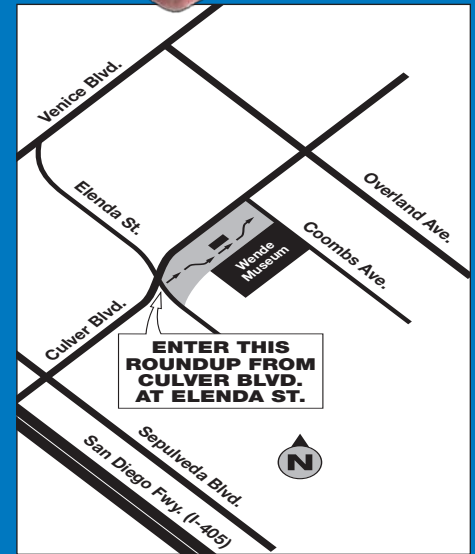 Venice Blvd.
Elenda St.
Overland Ave.
Coombs Ave.
Wende
Museum
Culver Blvd.
ENTER THIS
ROUNDUP FROM
CULVER BLVD.
AT ELENDA ST.
Sepulveda Blvd.
San Diego Fwy. (I-405)
N